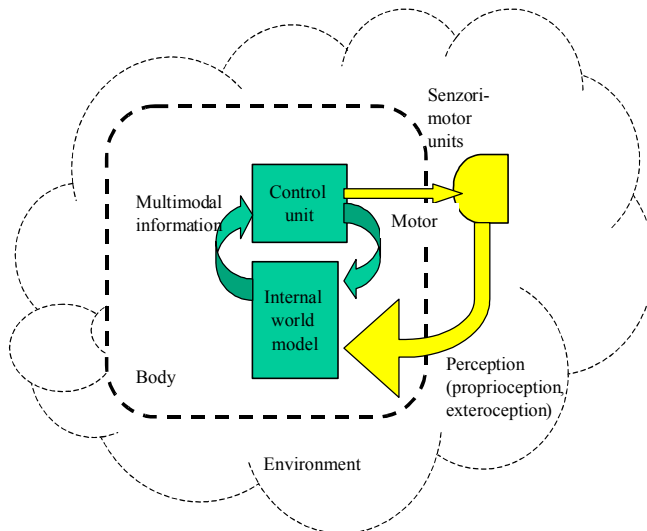 Senzori-
motor
units
Control
unit
Multimodal
information
Motor
Internal
world
model
Perception
(proprioception,
exteroception)
Body
Environment